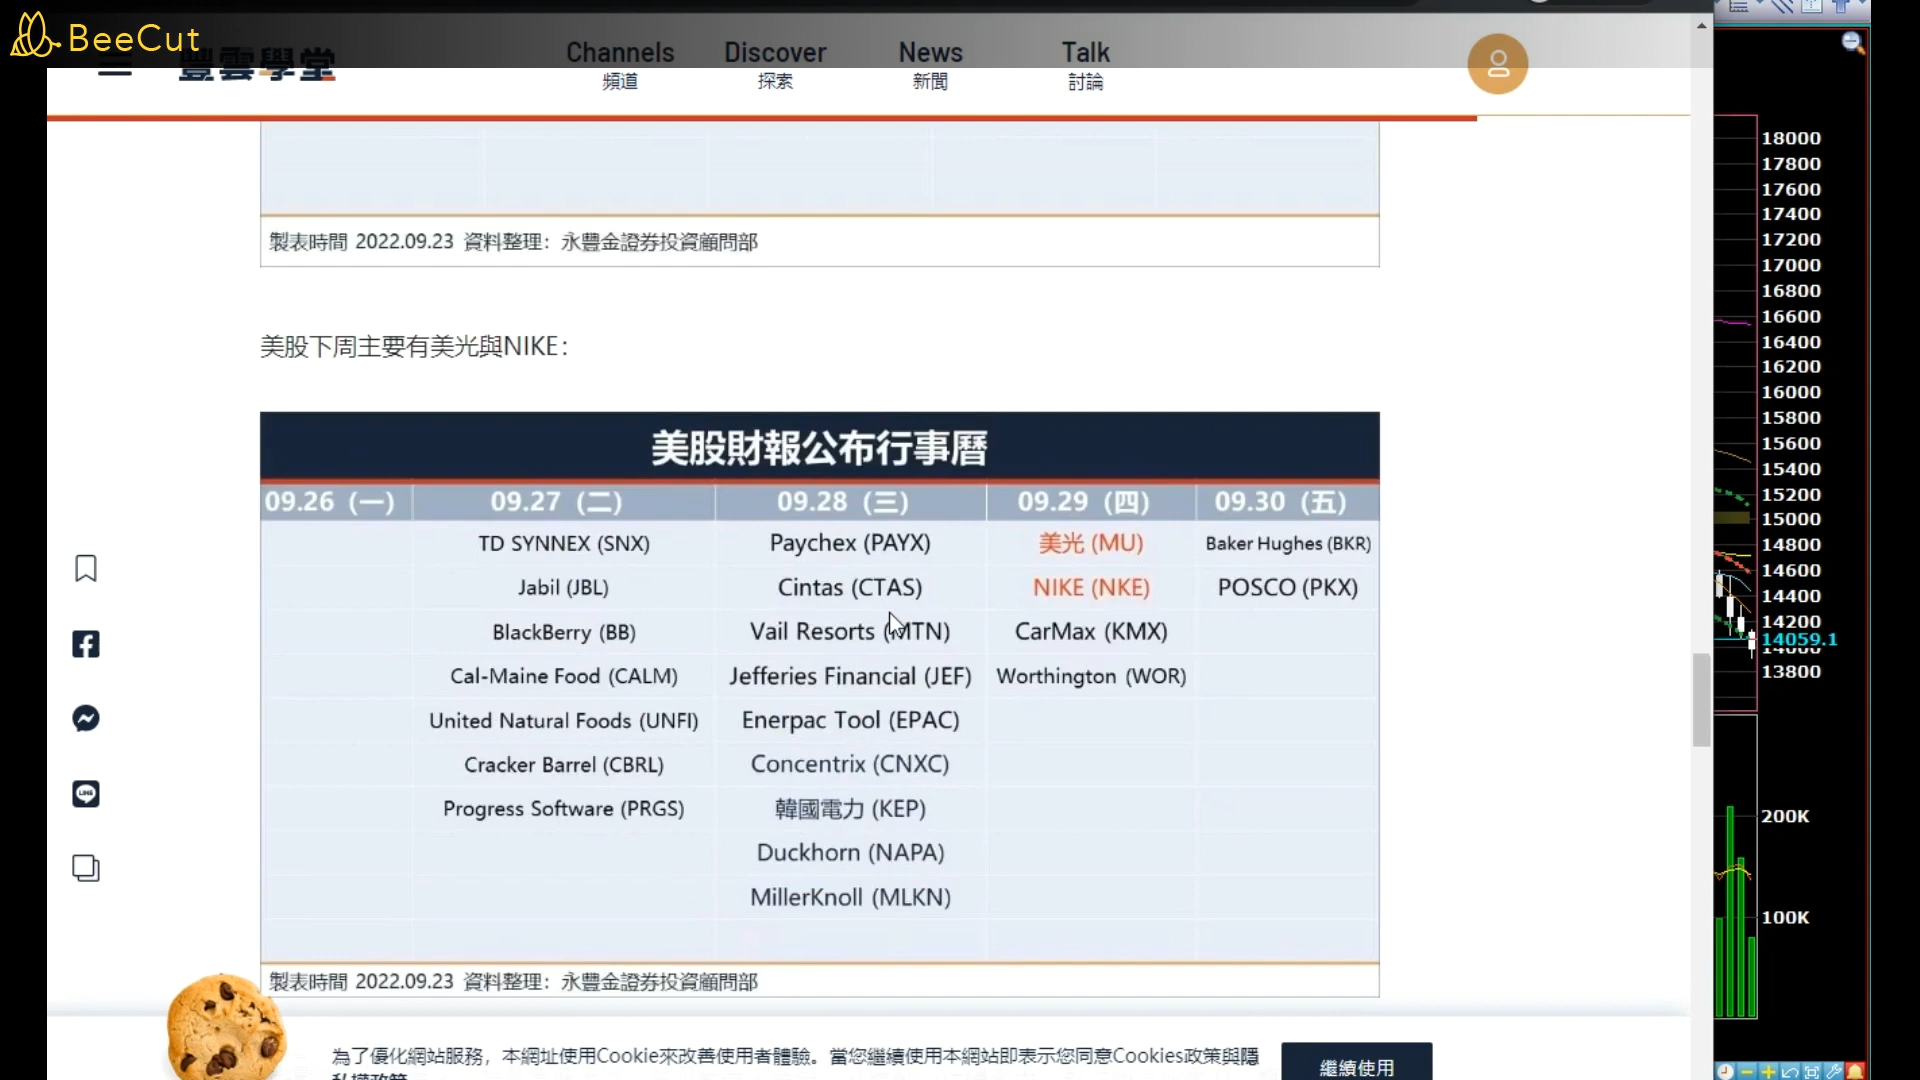 BeeCut
豐雲學堂
Channels
頻道
Discover
探索
News
新聞
Talk
討論
製表時間 2022.09.23 資料整理：永豐金證券投資顧問部
美股下周主要有美光與NIKE：
美股財報公布行事曆
09.26（一） 09.27（二） 09.28（三） 09.29（四） 09.30（五）
TD SYNNEX (SNX) Paychex (PAYX) 美光 (MU) Baker Hughes (BKR)
Jabil (JBL) Cintas (CTAS) NIKE (NKE) POSCO (PKX)
BlackBerry (BB) Vail Resorts (MTN) CarMax (KMX)
Cal-Maine Food (CALM) Jefferies Financial (JEF) Worthington (WOR)
United Natural Foods (UNFI) Enerpac Tool (EPAC)
Cracker Barrel (CBRL) Concentrix (CNXC)
Progress Software (PRGS) 韓國電力 (KEP)
Duckhorn (NAPA)
MillerKnoll (MLKN)
製表時間 2022.09.23 資料整理：永豐金證券投資顧問部
為了優化網站服務，本網址使用Cookie來改善使用者體驗。當您繼續使用本網站即表示您同意Cookies政策與隱
私權政策
繼續使用
LINE
18000
17800
17600
17400
17200
17000
16800
16600
16400
16200
16000
15800
15600
15400
15200
15000
14800
14600
14400
14200
14059.1
14000
13800
200K
100K